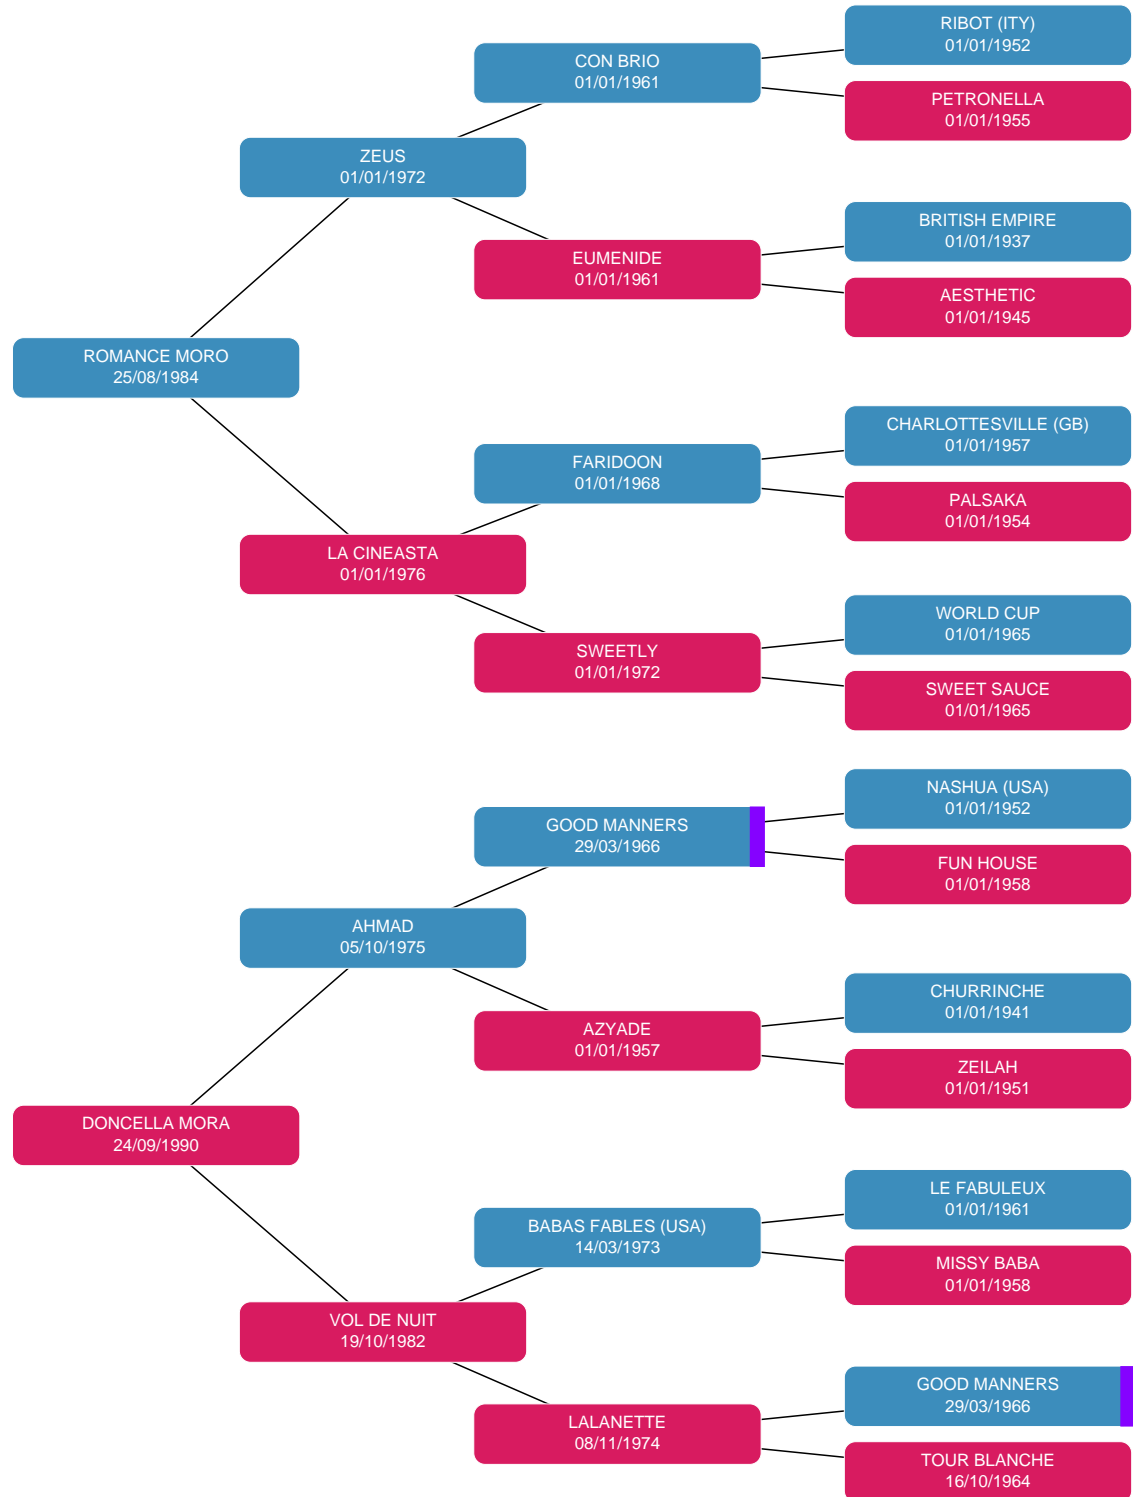 RIBOT (ITY)
01/01/1952
CON BRIO
01/01/1961
PETRONELLA
01/01/1955
ZEUS
01/01/1972
BRITISH EMPIRE
01/01/1937
EUMENIDE
01/01/1961
AESTHETIC
01/01/1945
ROMANCE MORO
25/08/1984
CHARLOTTESVILLE (GB)
01/01/1957
FARIDOON
01/01/1968
PALSAKA
01/01/1954
LA CINEASTA
01/01/1976
WORLD CUP
01/01/1965
SWEETLY
01/01/1972
SWEET SAUCE
01/01/1965
NASHUA (USA)
01/01/1952
GOOD MANNERS
29/03/1966
FUN HOUSE
01/01/1958
AHMAD
05/10/1975
CHURRINCHE
01/01/1941
AZYADE
01/01/1957
ZEILAH
01/01/1951
DONCELLA MORA
24/09/1990
LE FABULEUX
01/01/1961
BABAS FABLES (USA)
14/03/1973
MISSY BABA
01/01/1958
VOL DE NUIT
19/10/1982
GOOD MANNERS
29/03/1966
LALANETTE
08/11/1974
TOUR BLANCHE
16/10/1964